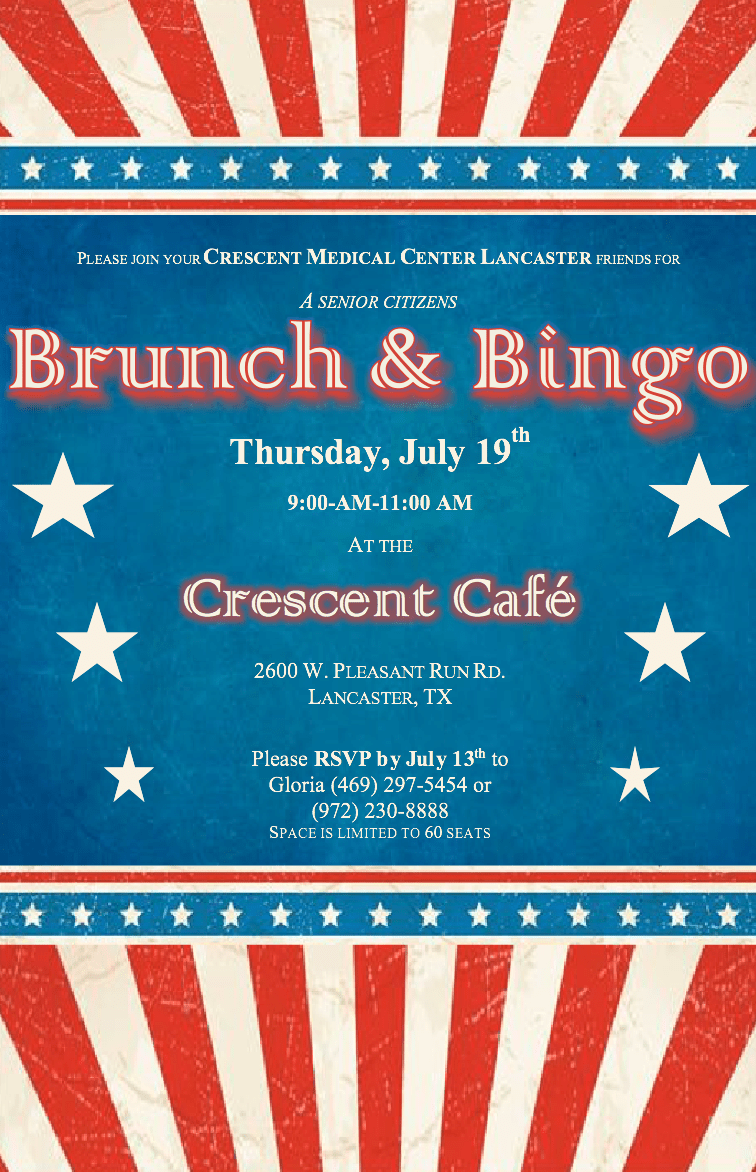 Please join your Crescent Medical Center Lancaster friends for
A senior citizens
Brunch & Bingo
Thursday, July 19th
9:00-AM-11:00 AM
At the
Crescent Café
2600 W. Pleasant Run Rd.
Lancaster, TX
Please RSVP by July 13th to
Gloria (469) 297-5454 or
(972) 230-8888
Space is limited to 60 seats